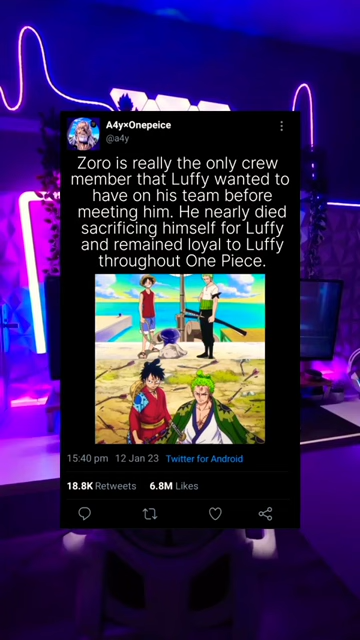 A4y×Onepeice
@a4y
Zoro is really the only crew
member that Luffy wanted to
have on his team before
meeting him. He nearly died
sacrificing himself for Luffy
and remained loyal to Luffy
throughout One Piece.
15:40 pm 12 Jan 23 Twitter for Android
18.8K Retweets 6.8M Likes